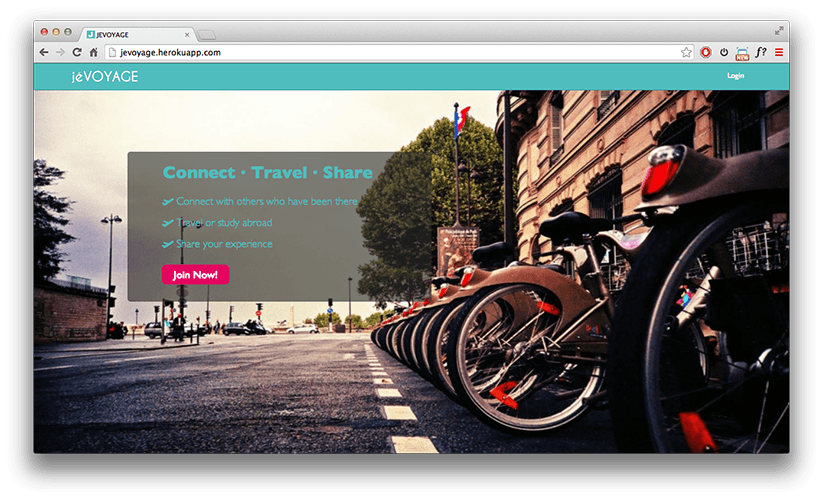 JEVOYAGE
jevoyage.herokuapp.com
NEW
f?
jéVOYAGE
Login
Connect · Travel · Share
Connect with others who have been there
Travel or study abroad
Share your experience
Join Now!